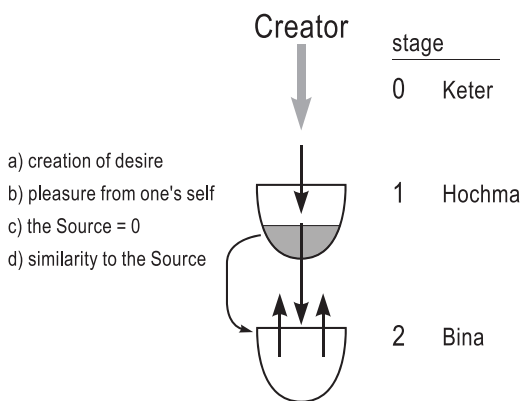 Creator
stage
0 Keter
a) creation of desire
b) pleasure from one's self
c) the Source = 0
d) similarity to the Source
1 Hochma
2 Bina